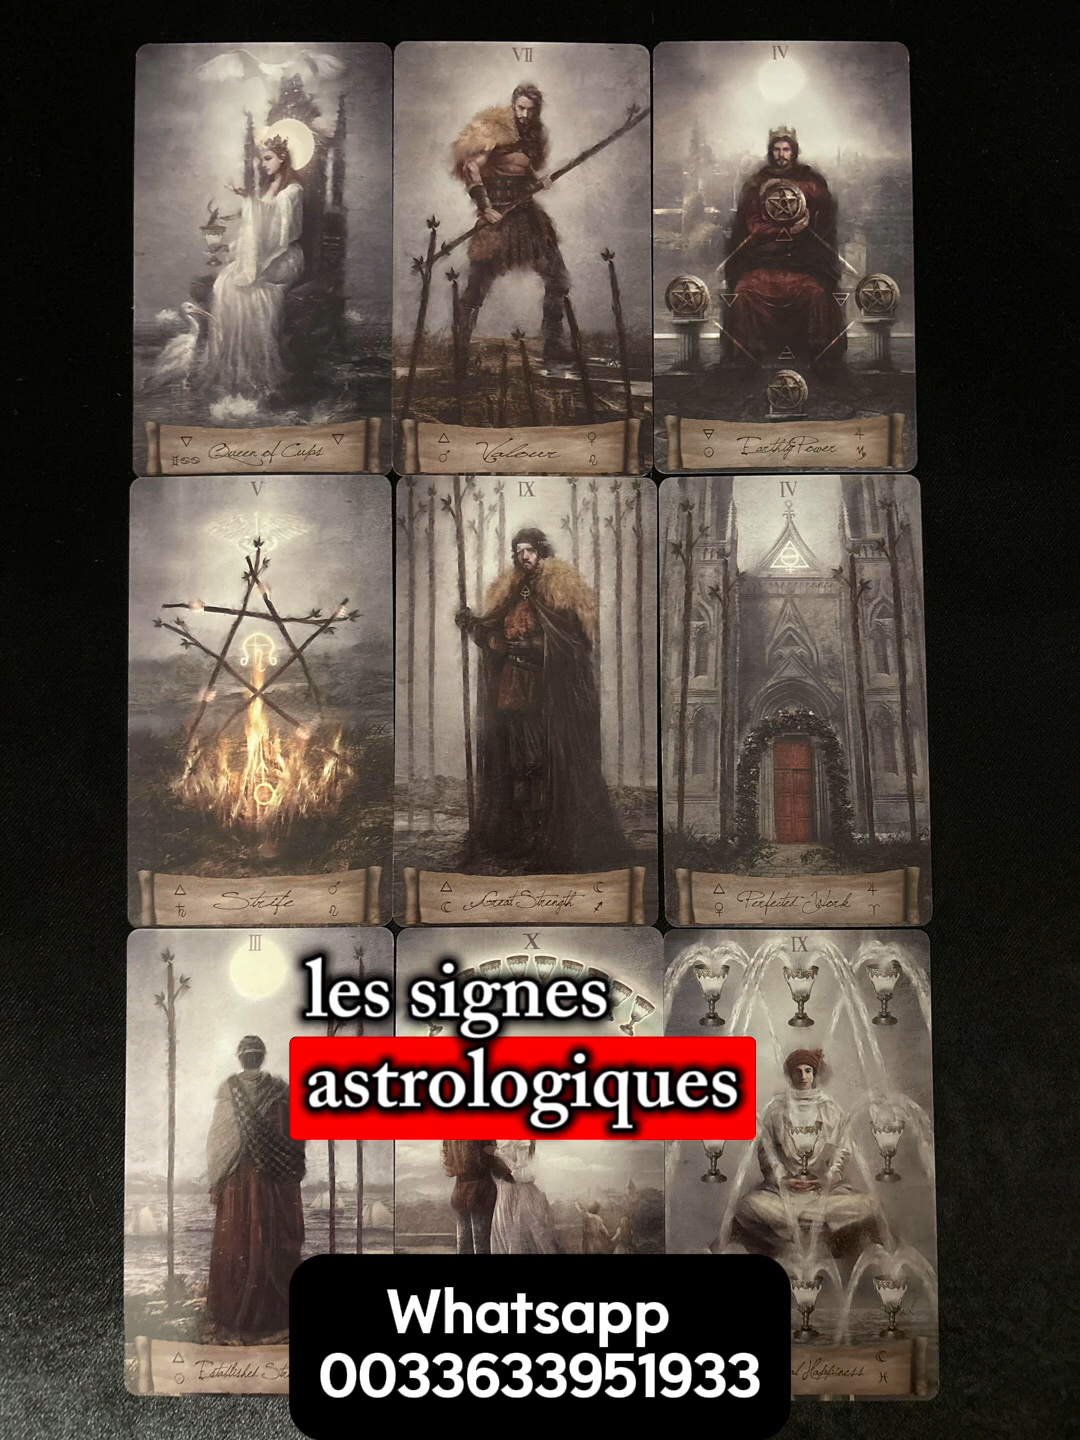 VII
IV
Queen of Cups
Valour
Earthly Power
V
IX
IV
Strife
Great Strength
Perfected Work
III
X
IX
les signes
astrologiques
Established
Happiness
Whatsapp
0033633951933